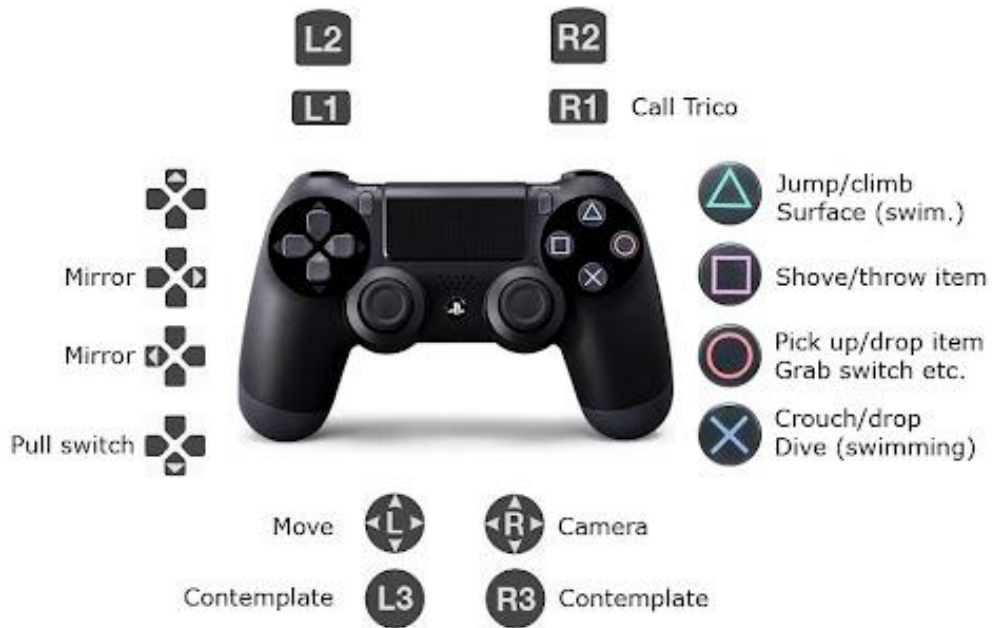 L2
R2
L1
R1 Call Trico
Jump/climb
Surface (swim.)
Mirror
Shove/throw item
Mirror
Pick up/drop item
Grab switch etc.
Pull switch
Crouch/drop
Dive (swimming)
Move L
R Camera
Contemplate L3
R3 Contemplate